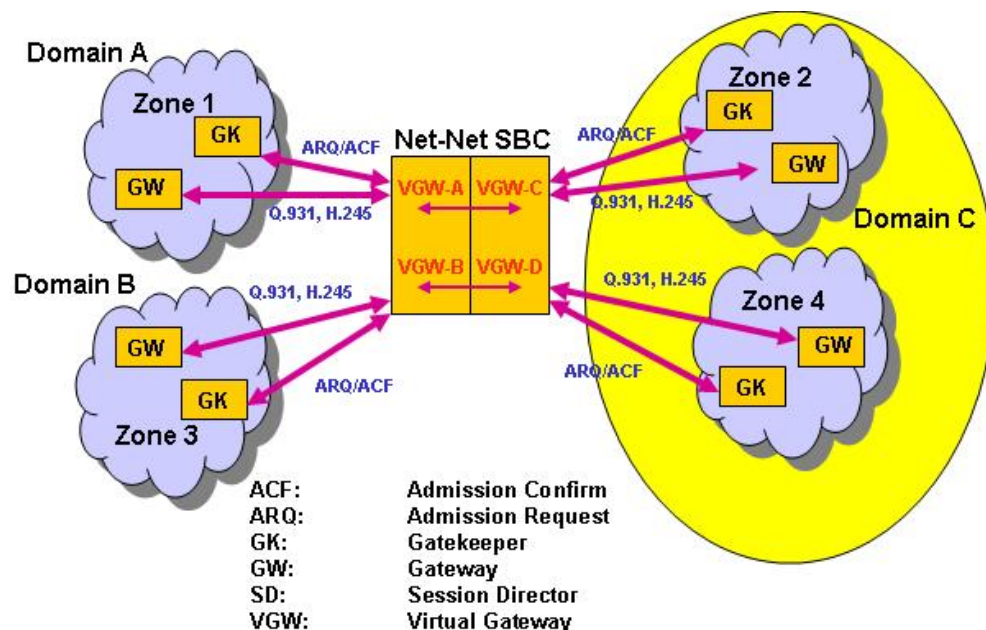 Domain A
Zone 1
GK
GW
ARQ/ACF
Q.931, H.245
Net-Net SBC
VGW-A
VGW-C
VGW-B
VGW-D
ARQ/ACF
Q.931, H.245
Zone 2
GK
GW
Domain C
Domain B
GW
GK
Zone 3
Q.931, H.245
ARQ/ACF
Q.931, H.245
ARQ/ACF
Zone 4
GW
GK
ACF: Admission Confirm
ARQ: Admission Request
GK: Gatekeeper
GW: Gateway
SD: Session Director
VGW: Virtual Gateway